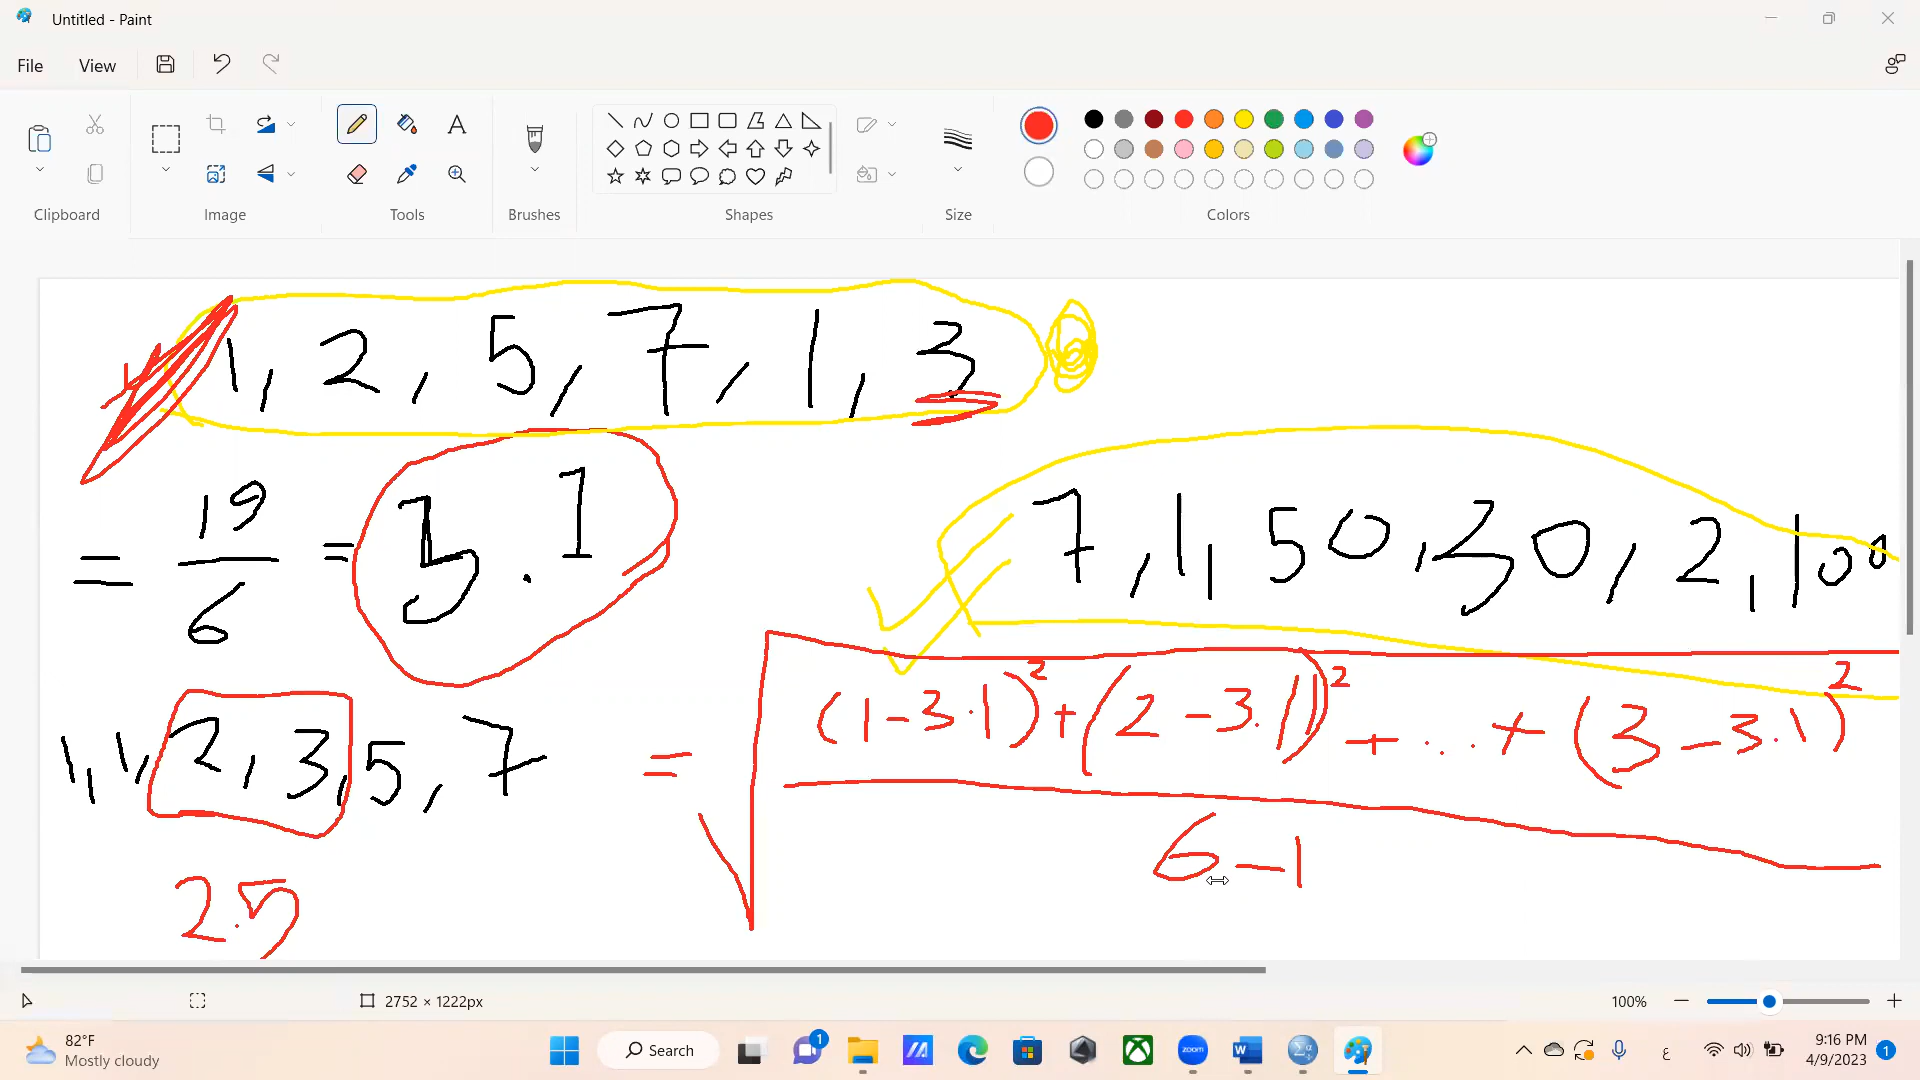 Untitled - Paint
File View
Clipboard Image Tools Brushes Shapes Size Colors
1, 2, 5, 7, 1, 3
= 19/6 = 3.1
7, 1, 50, 30, 2, 100
1, 1, 2, 3, 5, 7
= √((1-3.1)² + (2-3.1)² + ... + (3-3.1)²)/(6-1)
2.5
2752 × 1222px 100%
82°F
Mostly cloudy
Search
1
zoom
ع
9:16 PM
4/9/2023
1